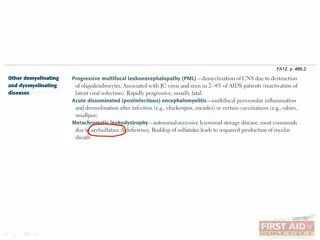 FA12, p. 466.2
Other demyelinating
and dysmyelinating
diseases
Progressive multifocal leukoencephalopathy (PML)—demyelination of CNS due to destruction
of oligodendrocytes. Associated with JC virus and seen in 2–4% of AIDS patients (reactivation of
latent viral infection). Rapidly progressive, usually fatal.
Acute disseminated (postinfectious) encephalomyelitis—multifocal perivenular inflammation
and demyelination after infection (e.g., chickenpox, measles) or certain vaccinations (e.g., rabies,
smallpox).
Metachromatic leukodystrophy—autosomal-recessive lysosomal storage disease, most commonly
due to arylsulfatase A deficiency. Buildup of sulfatides leads to impaired production of myelin
sheath.
FIRST AID